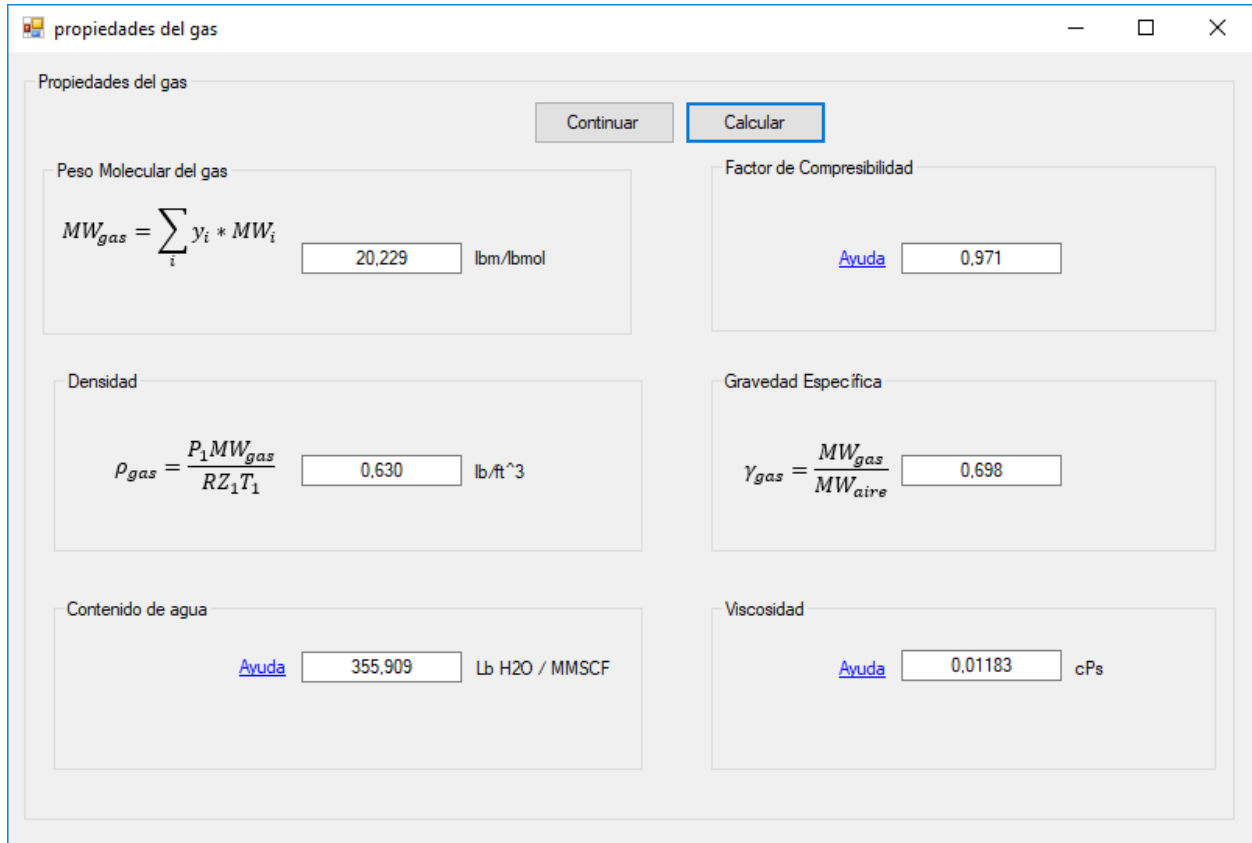 propiedades del gas
Propiedades del gas
Continuar
Calcular
Peso Molecular del gas
MW_gas = ∑_i y_i * MW_i
20,229 lbm/lbmol
Factor de Compresibilidad
Ayuda 0,971
Densidad
ρ_gas = P_1MW_gas / RZ_1T_1
0,630 lb/ft^3
Gravedad Específica
γ_gas = MW_gas / MW_aire
0,698
Contenido de agua
Ayuda 355,909 Lb H2O / MMSCF
Viscosidad
Ayuda 0,01183 cPs